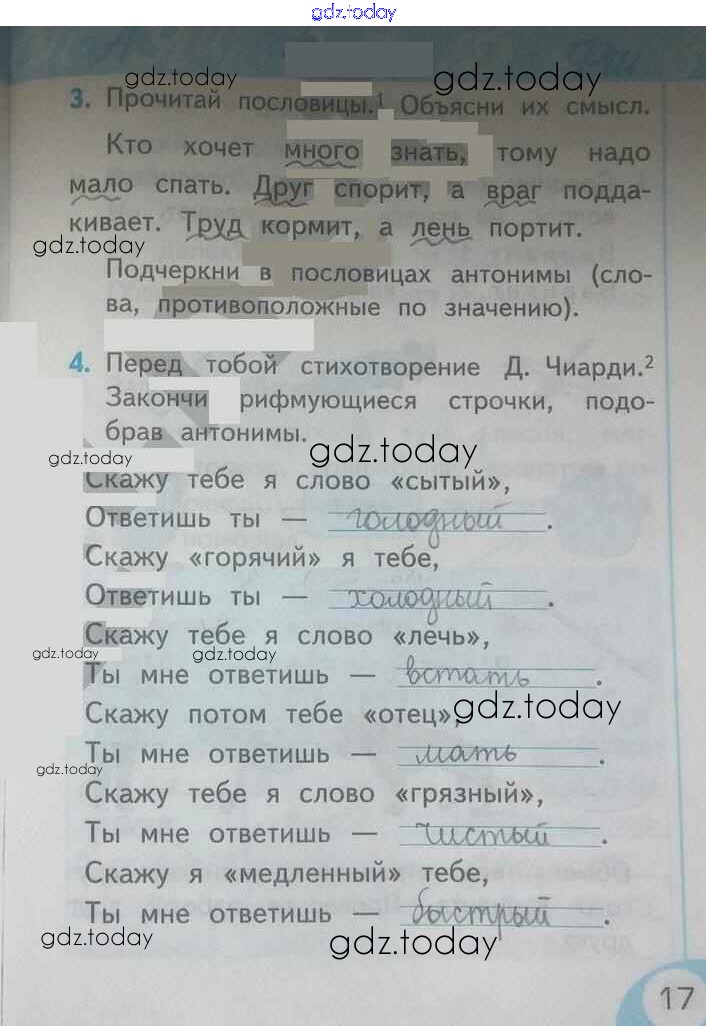 gdz.today
gdz.today
gdz.today
3. Прочитай пословицы.¹ Объясни их смысл.
Кто хочет много знать, тому надо
мало спать. Друг спорит, а враг подда-
кивает. Труд кормит, а лень портит.
gdz.today
Подчеркни в пословицах антонимы (сло-
ва, противоположные по значению).
4. Перед тобой стихотворение Д. Чиарди.²
Закончи рифмующиеся строчки, подо-
брав антонимы.
gdz.today
gdz.today
Скажу тебе я слово «сытый»,
Ответишь ты — голодный.
Скажу «горячий» я тебе,
Ответишь ты — холодный.
Скажу тебе я слово «лечь»,
gdz.today
gdz.today
Ты мне ответишь — встать.
Скажу потом тебе «отец»,
gdz.today
Ты мне ответишь — мать.
gdz.today
Скажу тебе я слово «грязный»,
Ты мне ответишь — чистый.
Скажу я «медленный» тебе,
Ты мне ответишь — быстрый.
gdz.today
gdz.today
17